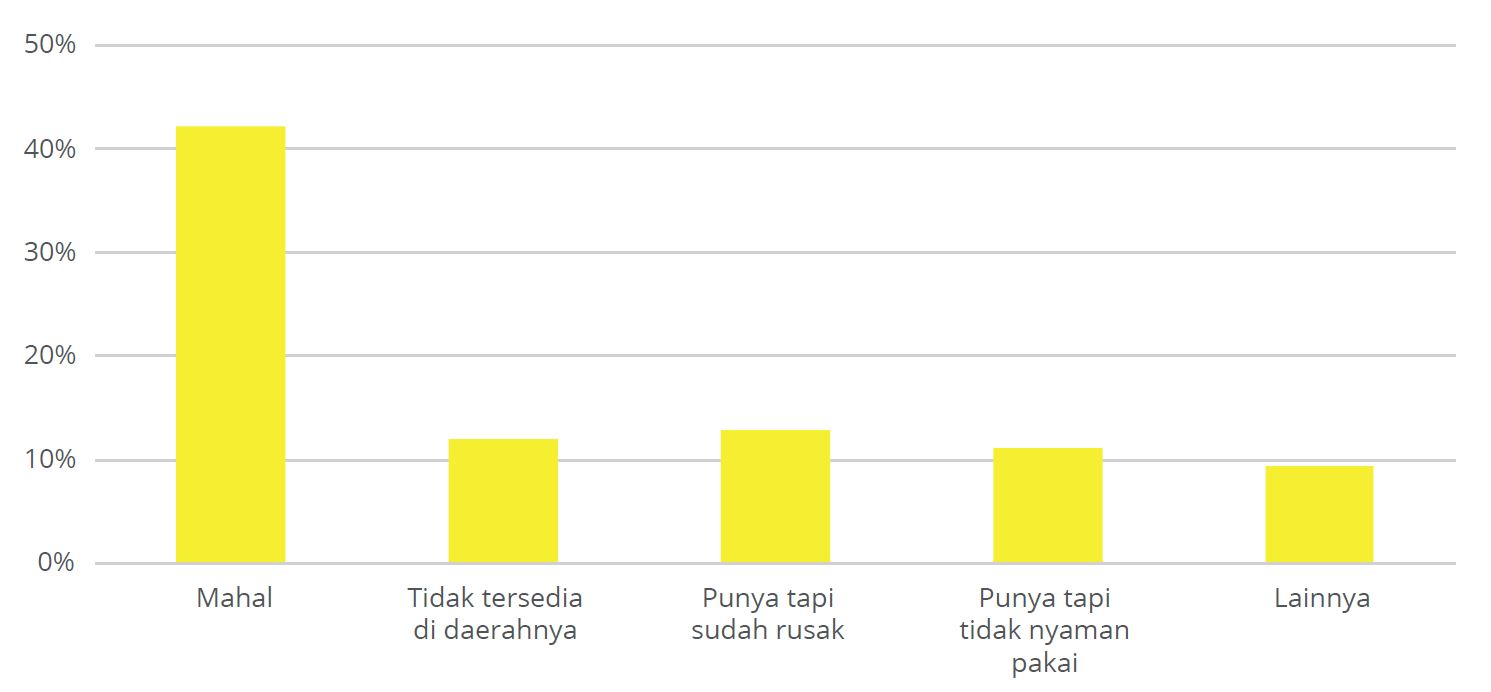 50%
40%
30%
20%
10%
0%
Mahal
Tidak tersedia
di daerahnya
Punya tapi
sudah rusak
Punya tapi
tidak nyaman
pakai
Lainnya